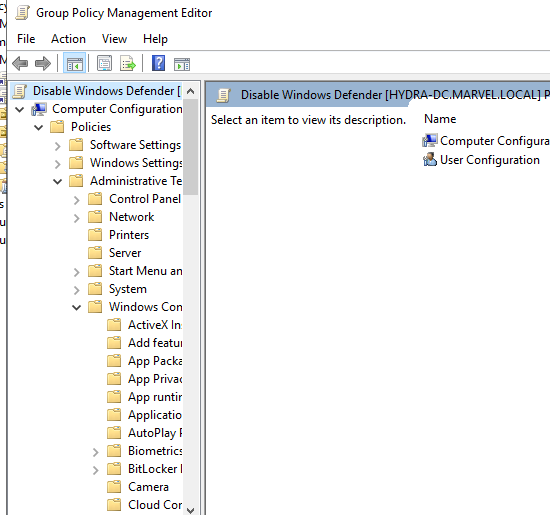 Group Policy Management Editor
File Action View Help
Disable Windows Defender [
Computer Configuration
Policies
Software Settings
Windows Settings
Administrative Te
Control Panel
Network
Printers
Server
Start Menu an
System
Windows Con
ActiveX In
Add featur
App Packa
App Privac
App runtin
Applicatio
AutoPlay P
Biometrics
BitLocker I
Camera
Cloud Cor
Disable Windows Defender [HYDRA-DC.MARVEL.LOCAL] P
Select an item to view its description.
Name
Computer Configura
User Configuration